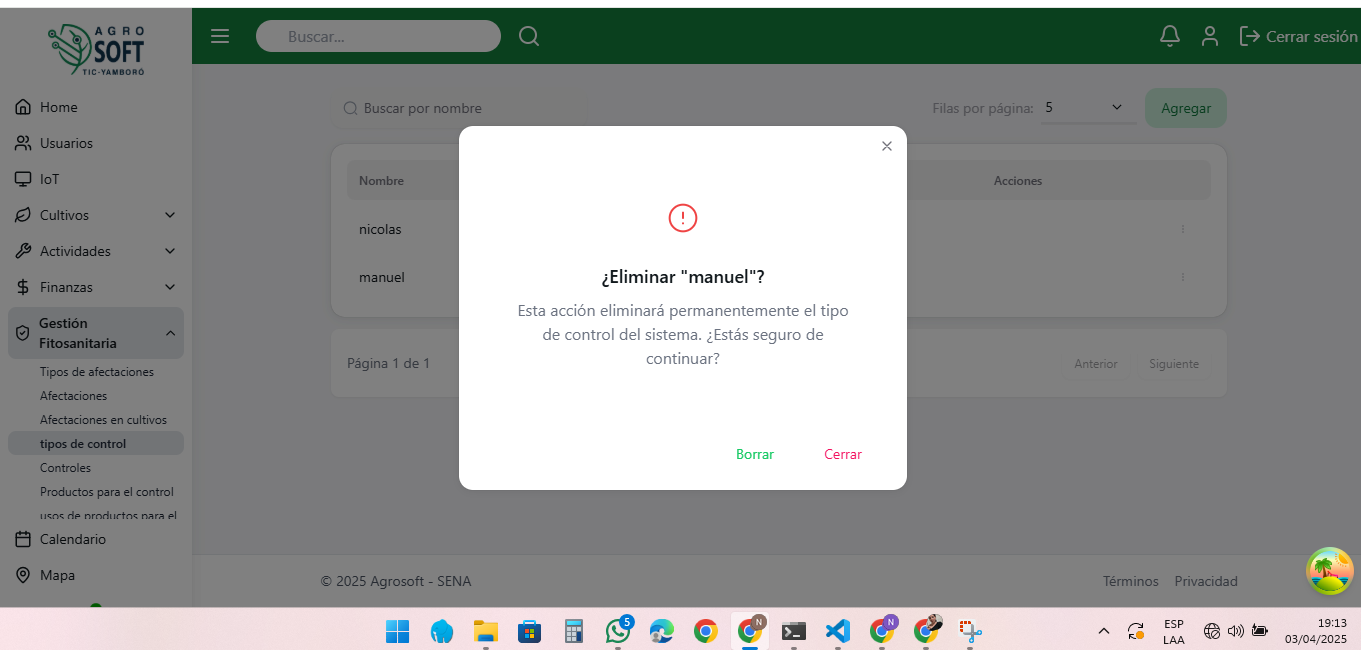 AGRO
SOFT
TIC-YAMBORÓ
Buscar...
Cerrar sesión
Home
Usuarios
IoT
Cultivos
Actividades
Finanzas
Gestión
Fitosanitaria
Tipos de afectaciones
Afectaciones
Afectaciones en cultivos
tipos de control
Controles
Productos para el control
usos de productos para el
Calendario
Mapa
Buscar por nombre
Filas por página: 5
Agregar
Nombre
Acciones
nicolas
manuel
¿Eliminar "manuel"?
Esta acción eliminará permanentemente el tipo
de control del sistema. ¿Estás seguro de
continuar?
Borrar
Cerrar
Página 1 de 1
Anterior
Siguiente
© 2025 Agrosoft - SENA
Términos
Privacidad
5
N
N
ESP
LAA
19:13
03/04/2025